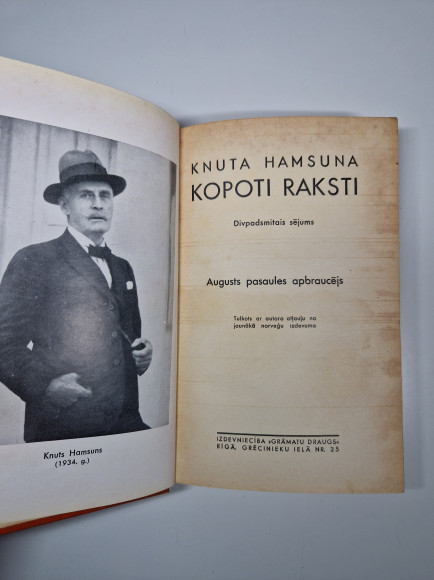 Knuts Hamsuns
(1934. g.)
KNUTA HAMSUNA
KOPOTI RAKSTI
Divpadsmitais sējums
Augusts pasaules apbraucējs
Tulkots ar autora atļauju no
jaunākā norvēģu izdevuma
IZDEVNIECĪBA »GRĀMATU DRAUGS«
RĪGĀ, GRĒCINIEKU IELĀ NR. 25